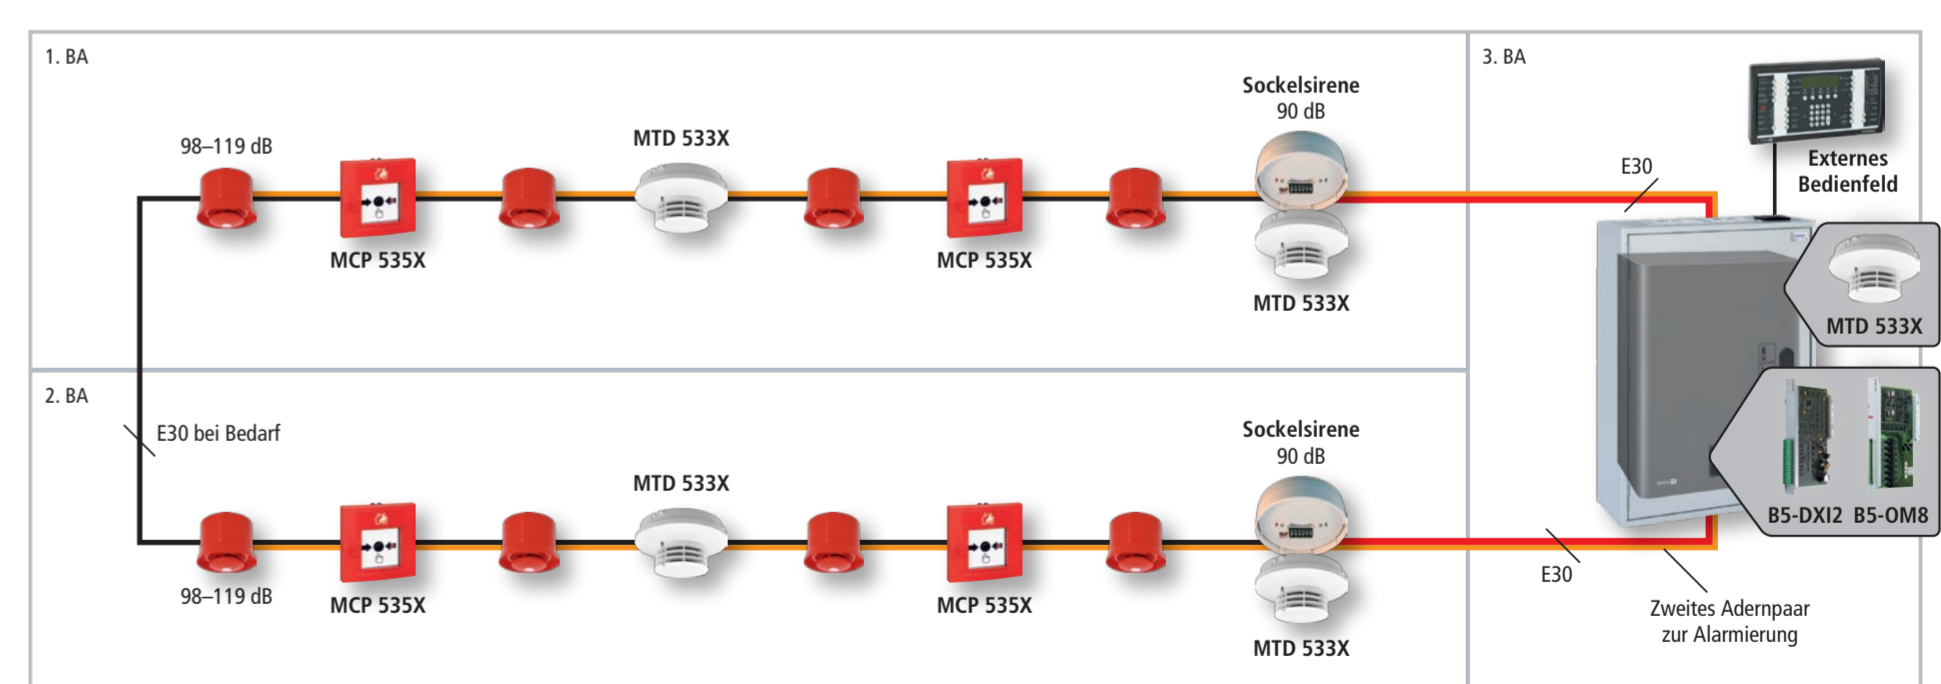 1. BA
98–119 dB
MCP 535X
MTD 533X
MCP 535X
Sockelsirene
90 dB
MTD 533X
2. BA
E30 bei Bedarf
98–119 dB
MCP 535X
MTD 533X
MCP 535X
Sockelsirene
90 dB
MTD 533X
3. BA
E30
Externes
Bedienfeld
MTD 533X
B5-DXI2 B5-OM8
E30
Zweites Adernpaar
zur Alarmierung